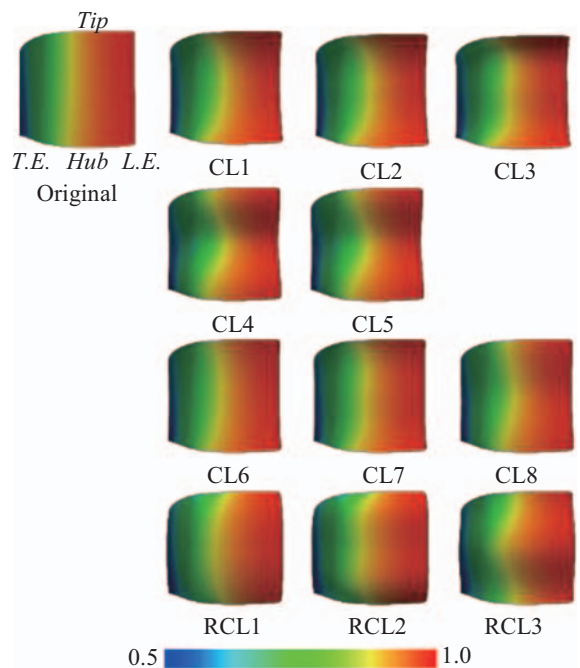 Tip
T.E. Hub L.E.
Original
CL1 CL2 CL3
CL4 CL5
CL6 CL7 CL8
RCL1 RCL2 RCL3
0.5 1.0